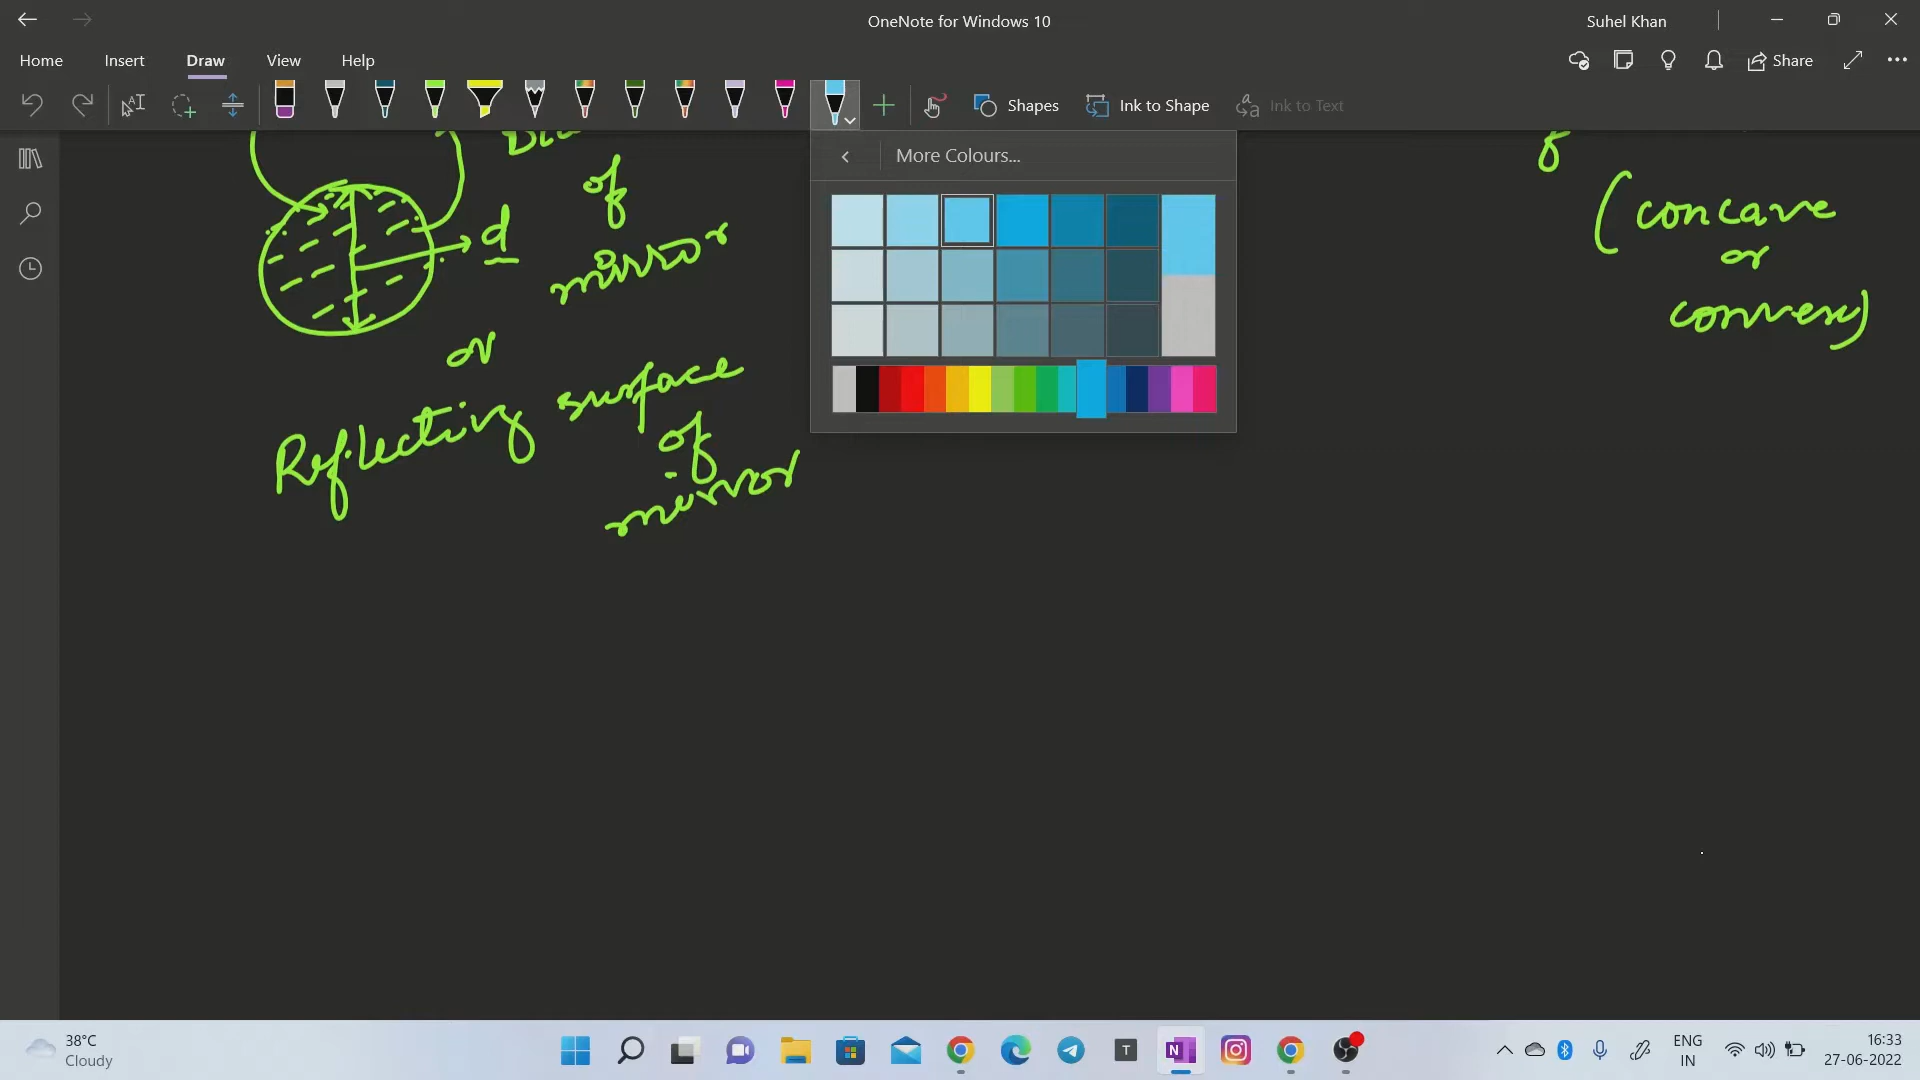 OneNote for Windows 10
Suhel Khan
Home Insert Draw View Help
Share
Shapes
Ink to Shape
Ink to Text
More Colours...
of
mirror
d
or
Reflecting surface
of
mirror
(concave
or
convex)
38°C
Cloudy
ENG
IN
16:33
27-06-2022